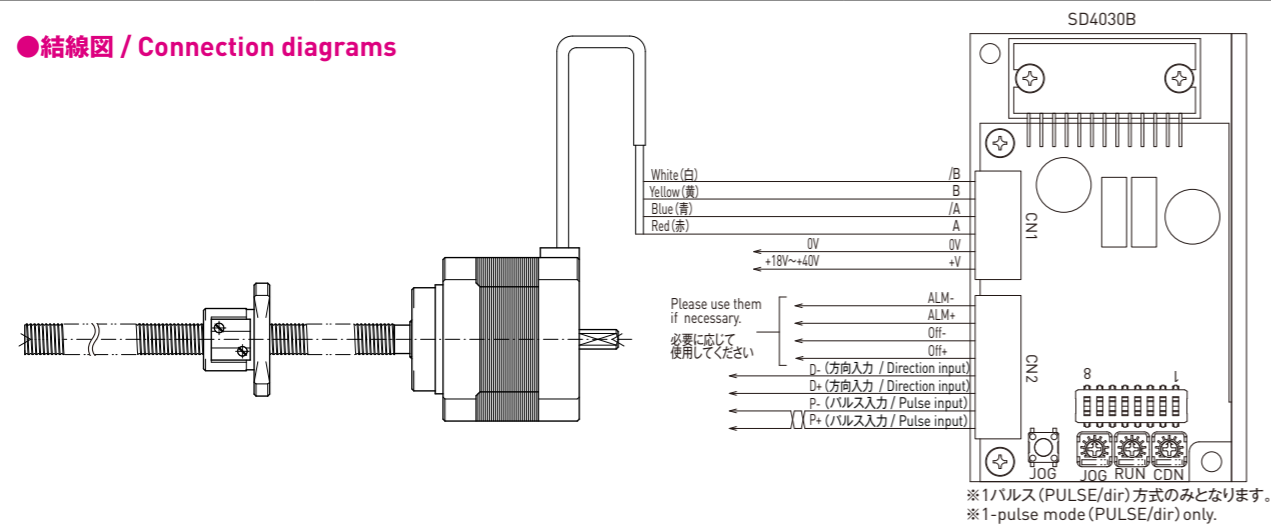 ●結線図 / Connection diagrams
SD4030B
White(白)
/B
Yellow(黄)
B
Blue(青)
/A
Red(赤)
A
0V
0V
+18V～+40V
+V
CN1
Please use them
if necessary.
必要に応じて
使用してください
ALM-
ALM+
Off-
Off+
D- (方向入力 / Direction input)
D+ (方向入力 / Direction input)
P- (パルス入力 / Pulse input)
P+ (パルス入力 / Pulse input)
CN2
8
1
JOG
JOG RUN CDN
※1パルス(PULSE/dir)方式のみとなります。
※1-pulse mode(PULSE/dir)only.